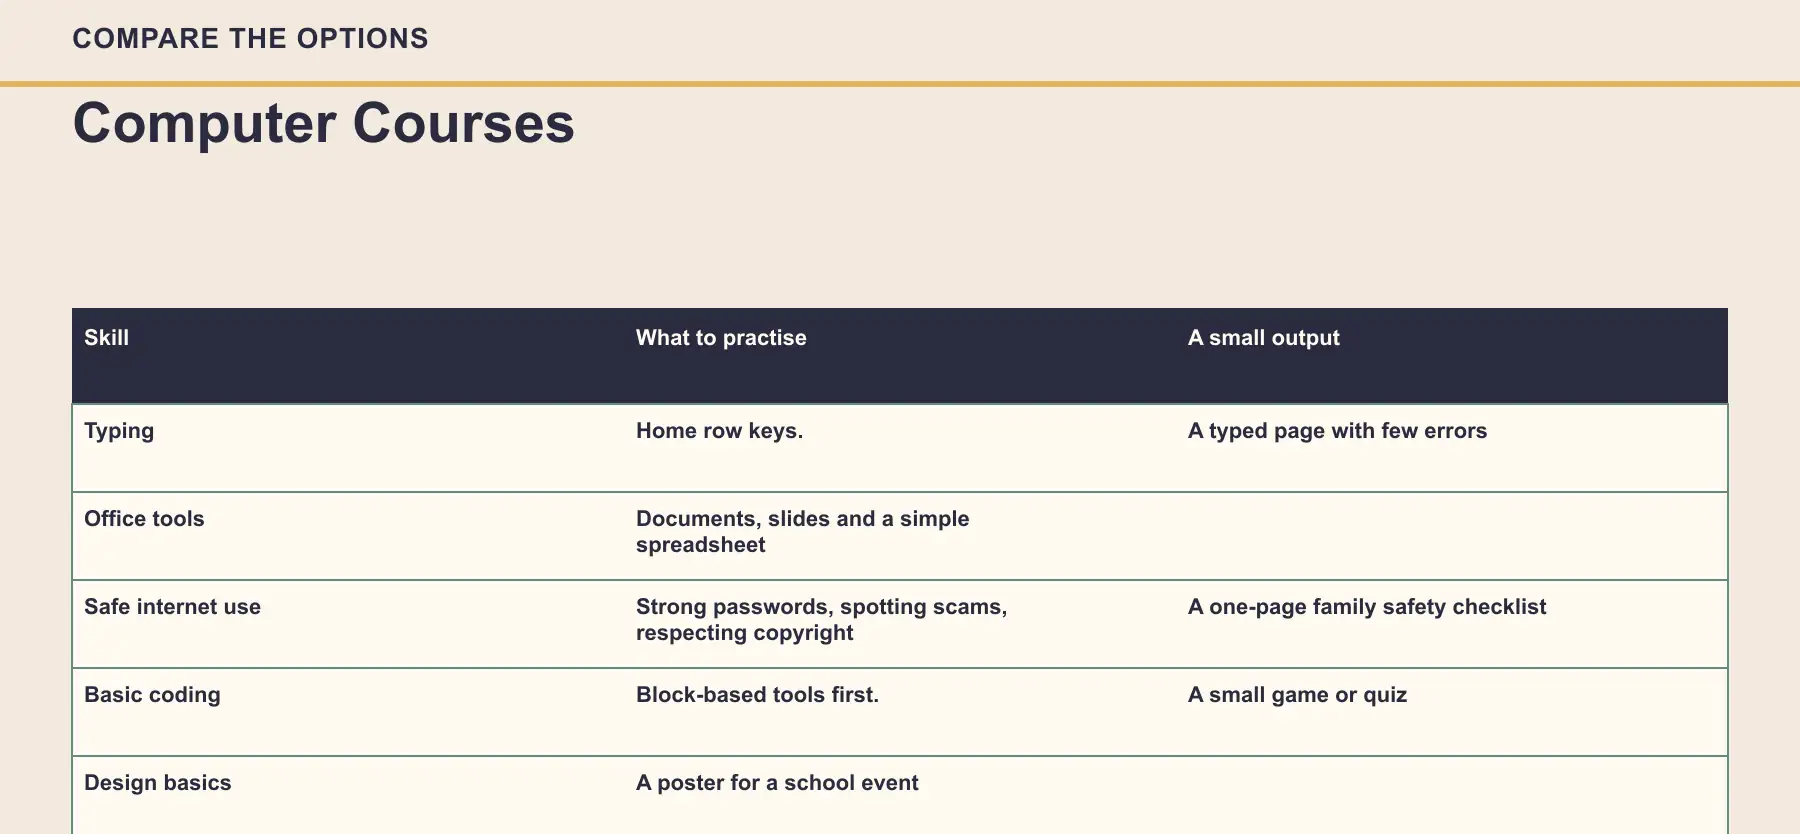 COMPARE THE OPTIONS
Computer Courses
Skill
What to practise
A small output
Typing
Home row keys.
A typed page with few errors
Office tools
Documents, slides and a simple
spreadsheet
Safe internet use
Strong passwords, spotting scams,
respecting copyright
A one-page family safety checklist
Basic coding
Block-based tools first.
A small game or quiz
Design basics
A poster for a school event